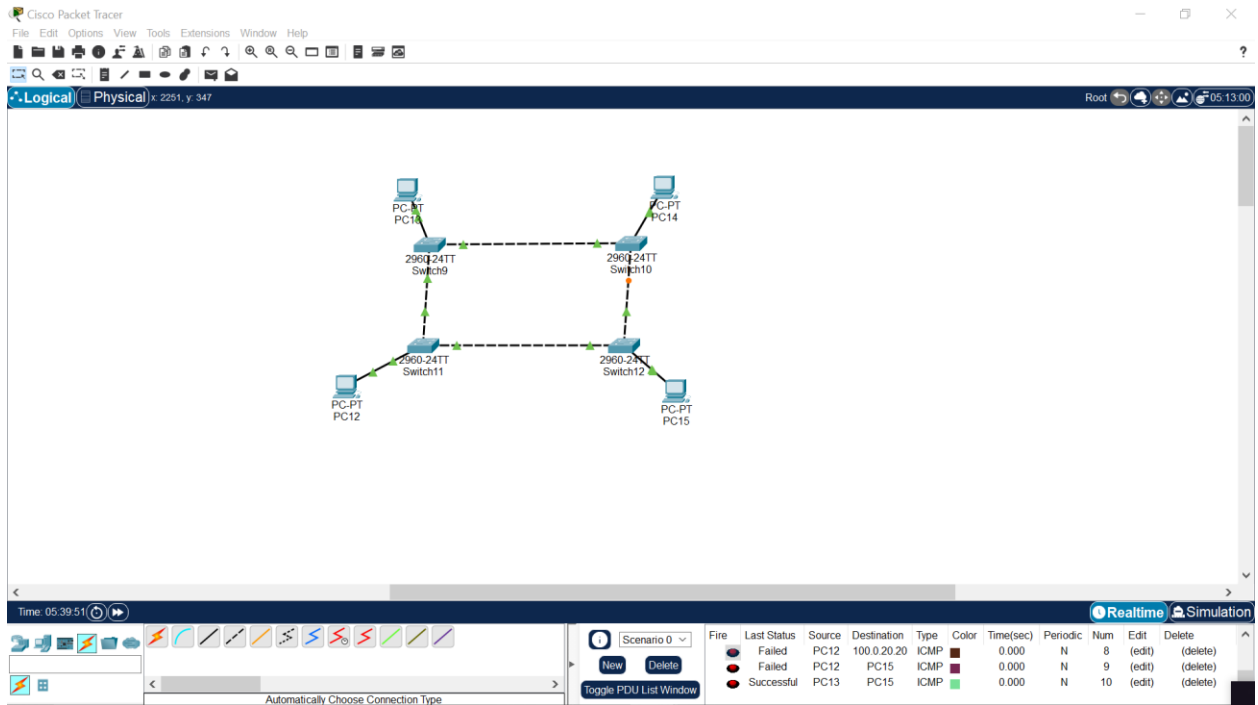 Cisco Packet Tracer
File Edit Options View Tools Extensions Window Help
?
Logical Physical x: 2251, y: 347 Root 05:13:00
PC-PT
PC-PT
PC14
2960-24TT
Switch9
2960-24TT
Switch10
2960-24TT
Switch11
2960-24TT
Switch12
PC-PT
PC12
PC-PT
PC15
Time: 05:39:51 Realtime Simulation
Scenario 0
New Delete
Toggle PDU List Window
Automatically Choose Connection Type
Fire Last Status Source Destination Type Color Time(sec) Periodic Num Edit Delete
Failed PC12 100.0.20.20 ICMP 0.000 N 8 (edit) (delete)
Failed PC12 PC15 ICMP 0.000 N 9 (edit) (delete)
Successful PC13 PC15 ICMP 0.000 N 10 (edit) (delete)